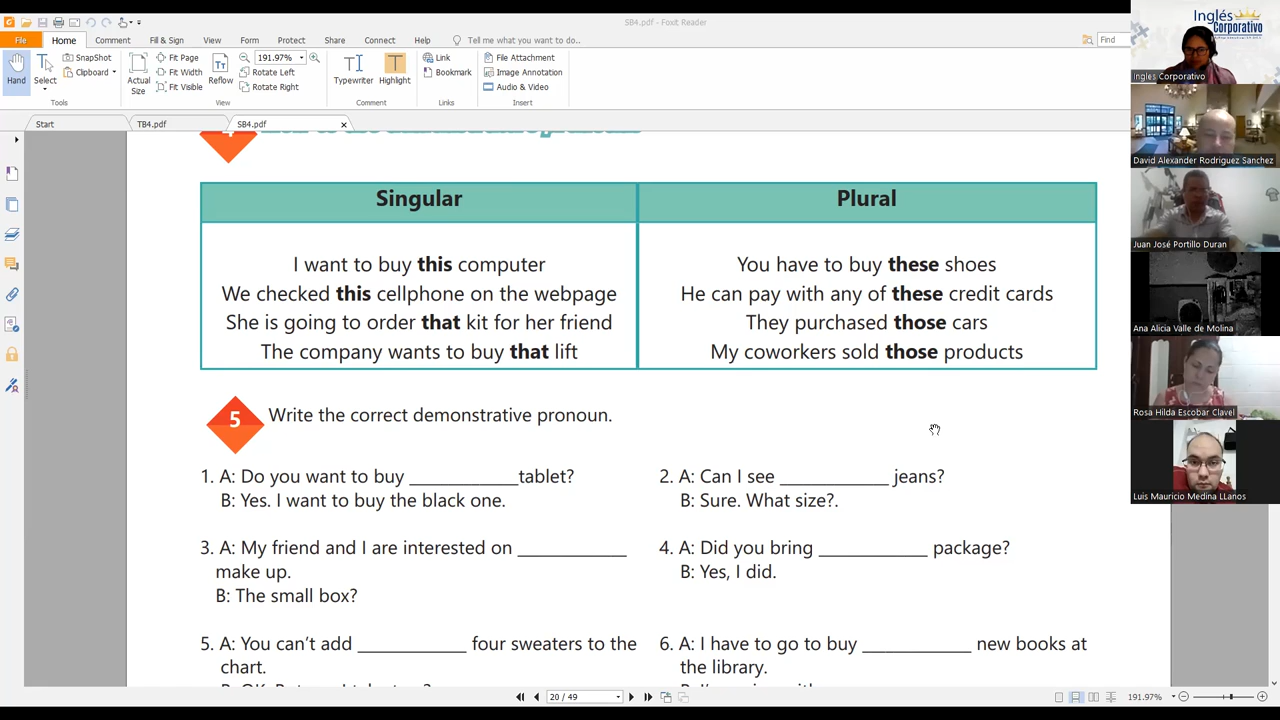 SB4.pdf - Foxit Reader
File Home Comment Fill & Sign View Form Protect Share Connect Help Tell me what you want to do.. Find
Hand
Select
SnapShot
Clipboard
Tools
Actual Size
Fit Page
Fit Width
Fit Visible
Reflow
191.97%
Rotate Left
Rotate Right
View
Typewriter
Highlight
Comment
Link
Bookmark
Links
File Attachment
Image Annotation
Audio & Video
Insert
Start TB4.pdf SB4.pdf
Singular Plural
I want to buy this computer
We checked this cellphone on the webpage
She is going to order that kit for her friend
The company wants to buy that lift
You have to buy these shoes
He can pay with any of these credit cards
They purchased those cars
My coworkers sold those products
5 Write the correct demonstrative pronoun.
1. A: Do you want to buy ____________tablet?
B: Yes. I want to buy the black one.
2. A: Can I see ____________ jeans?
B: Sure. What size?.
3. A: My friend and I are interested on ____________
make up.
B: The small box?
4. A: Did you bring ____________ package?
B: Yes, I did.
5. A: You can't add ____________ four sweaters to the
chart.
6. A: I have to go to buy ____________ new books at
the library.
20 / 49
191.97%
Inglés
Corporativo
Ingles Corporativo
David Alexander Rodriguez Sanchez
Juan José Portillo Duran
Ana Alicia Valle de Molina
Rosa Hilda Escobar Clavel
Luis Mauricio Medina LLanos